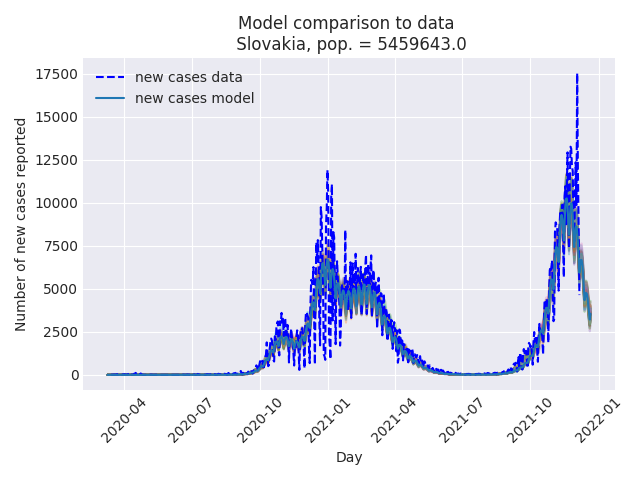 Model comparison to data
Slovakia, pop. = 5459643.0
new cases data
new cases model
17500
15000
12500
10000
7500
5000
2500
0
Number of new cases reported
2020-04
2020-07
2020-10
2021-01
2021-04
2021-07
2021-10
2022-01
Day